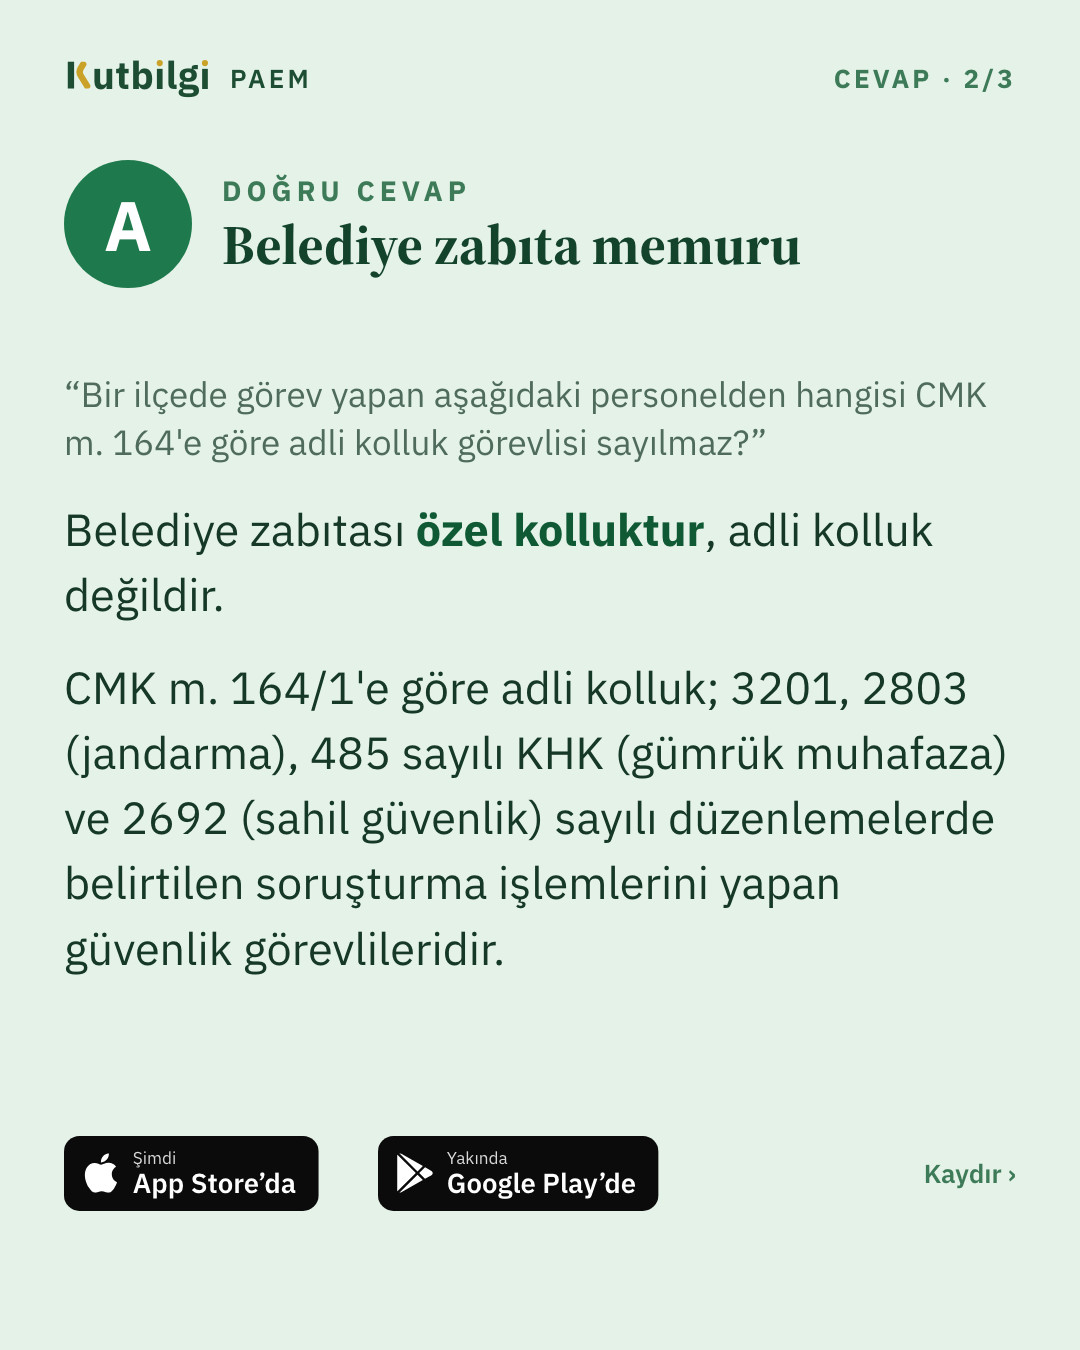 Kutbilgi PAEM
CEVAP · 2/3
A
DOĞRU CEVAP
Belediye zabıta memuru
“Bir ilçede görev yapan aşağıdaki personelden hangisi CMK
m. 164'e göre adli kolluk görevlisi sayılmaz?”
Belediye zabıtası özel kolluktur, adli kolluk
değildir.
CMK m. 164/1'e göre adli kolluk; 3201, 2803
(jandarma), 485 sayılı KHK (gümrük muhafaza)
ve 2692 (sahil güvenlik) sayılı düzenlemelerde
belirtilen soruşturma işlemlerini yapan
güvenlik görevlileridir.
Şimdi
App Store’da
Yakında
Google Play’de
Kaydır ›